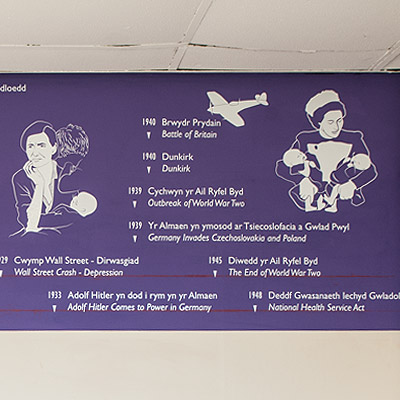 dloedd
1940 Brwydr Prydain
Battle of Britain
1940 Dunkirk
Dunkirk
1939 Cychwyn yr Ail Ryfel Byd
Outbreak of World War Two
1939 Yr Almaen yn ymosod ar Tsiecoslofacia a Gwlad Pwyl
Germany Invades Czechoslovakia and Poland
929 Cwymp Wall Street - Dirwasgiad
Wall Street Crash - Depression
1945 Diwedd yr Ail Ryfel Byd
The End of World War Two
1933 Adolf Hitler yn dod i rym yn yr Almaen
Adolf Hitler Comes to Power in Germany
1948 Deddf Gwasanaeth Iechyd Gwladol
National Health Service Act